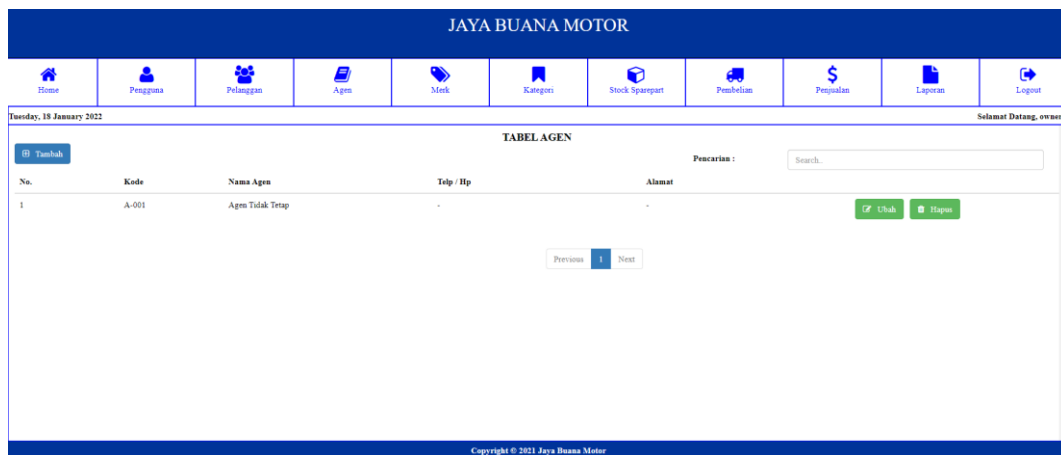 JAYA BUANA MOTOR
Home Pengguna Pelanggan Agen Merk Kategori Stock Sparepart Pembelian Penjualan Laporan Logout
Tuesday, 18 January 2022 Selamat Datang, owner
TABEL AGEN
Tambah Pencarian : Search..
No. Kode Nama Agen Telp / Hp Alamat
1 A-001 Agen Tidak Tetap - - Ubah Hapus
Previous 1 Next
Copyright © 2021 Jaya Buana Motor